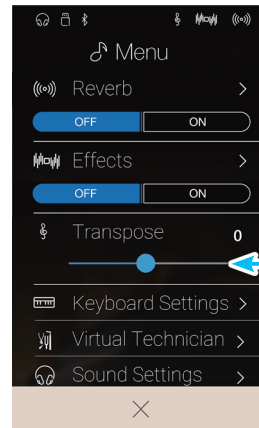 Menu
Reverb
OFF ON
Effects
OFF ON
Transpose 0
Keyboard Settings
Virtual Technician
Sound Settings